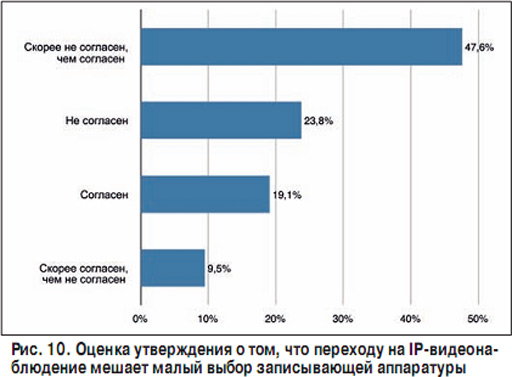 Скорее не согласен,
чем согласен
47,6%
Не согласен
23,8%
Согласен
19,1%
Скорее согласен,
чем не согласен
9,5%
0% 10% 20% 30% 40% 50%
Рис. 10. Оценка утверждения о том, что переходу на IP-видеона-
блюдение мешает малый выбор записывающей аппаратуры